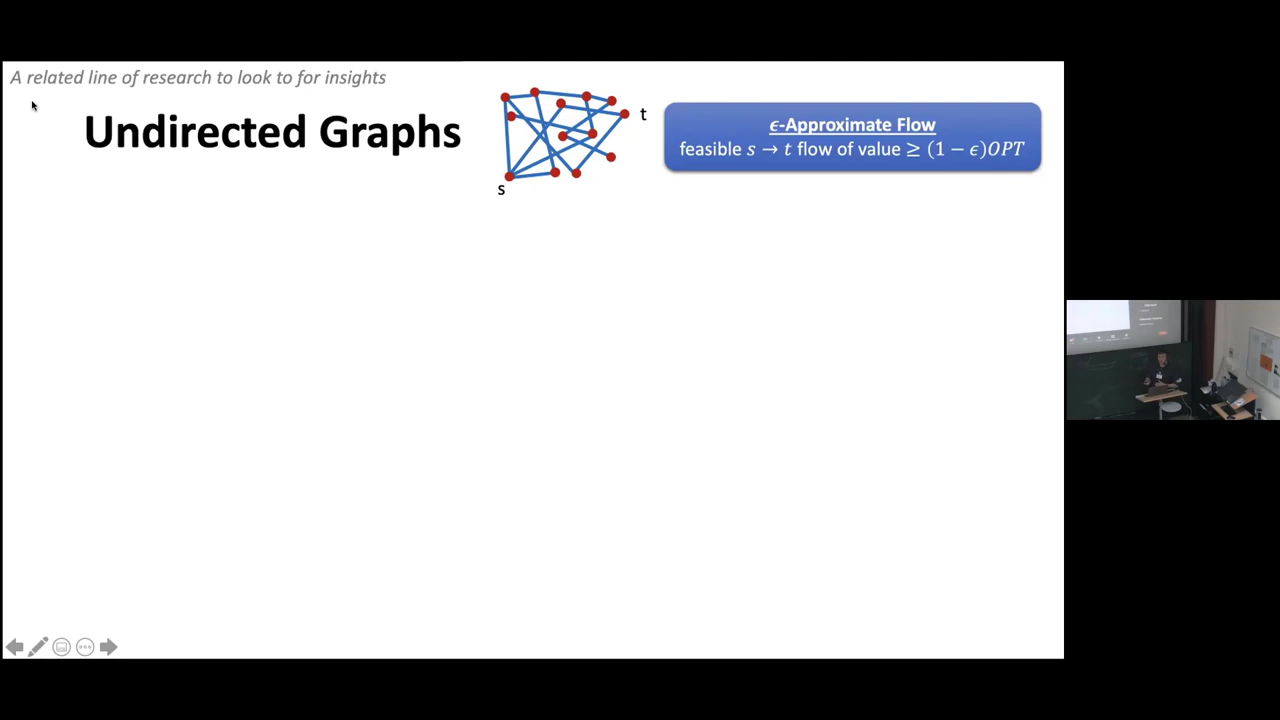 A related line of research to look to for insights
Undirected Graphs
t
s
ϵ-Approximate Flow
feasible s → t flow of value ≥ (1 − ϵ)OPT